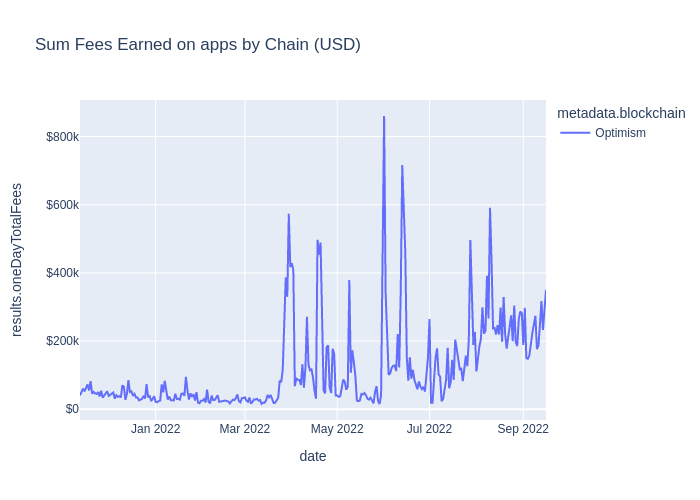 Sum Fees Earned on apps by Chain (USD)
metadata.blockchain
Optimism
results.oneDayTotalFees
$800k
$600k
$400k
$200k
$0
Jan 2022
Mar 2022
May 2022
Jul 2022
Sep 2022
date